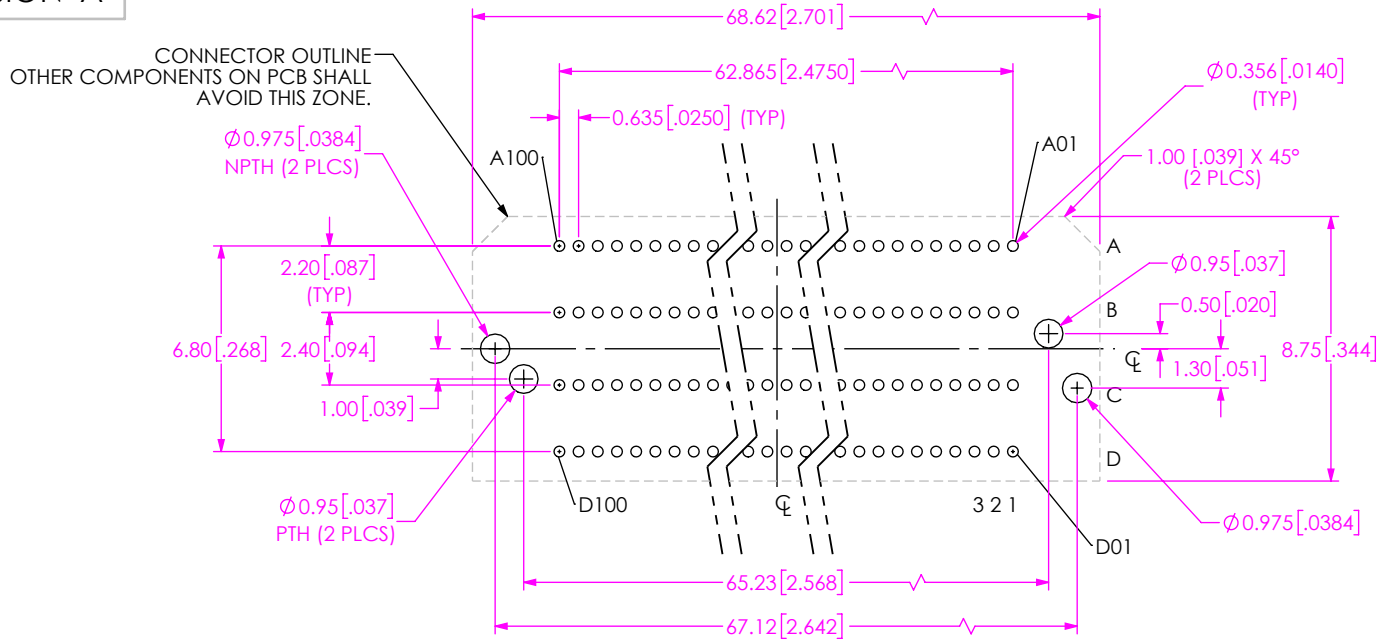 68.62[2.701]
CONNECTOR OUTLINE
OTHER COMPONENTS ON PCB SHALL
AVOID THIS ZONE.
62.865[2.4750]
Ø0.356[.0140]
(TYP)
0.635[.0250] (TYP)
Ø0.975[.0384]
NPTH (2 PLCS)
A100
A01
1.00 [.039] X 45°
(2 PLCS)
A
2.20[.087]
(TYP)
Ø0.95[.037]
B
0.50[.020]
6.80[.268]
2.40[.094]
8.75[.344]
℄
1.30[.051]
C
1.00[.039]
D
Ø0.95[.037]
PTH (2 PLCS)
D100
℄
3 2 1
Ø0.975[.0384]
D01
65.23[2.568]
67.12[2.642]